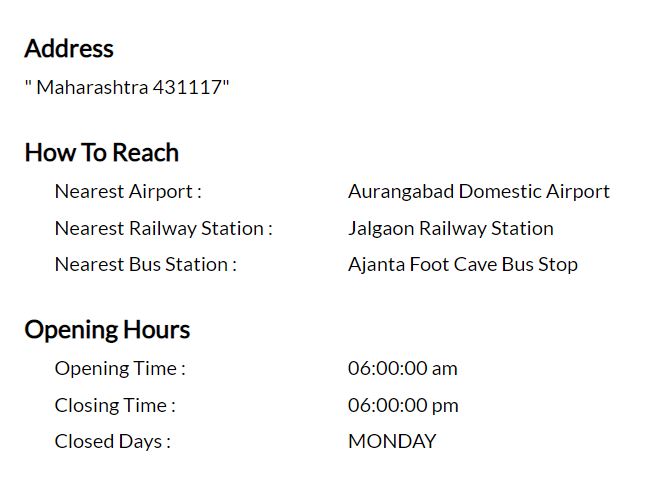 Address
" Maharashtra 431117"
How To Reach
Nearest Airport : Aurangabad Domestic Airport
Nearest Railway Station : Jalgaon Railway Station
Nearest Bus Station : Ajanta Foot Cave Bus Stop
Opening Hours
Opening Time : 06:00:00 am
Closing Time : 06:00:00 pm
Closed Days : MONDAY